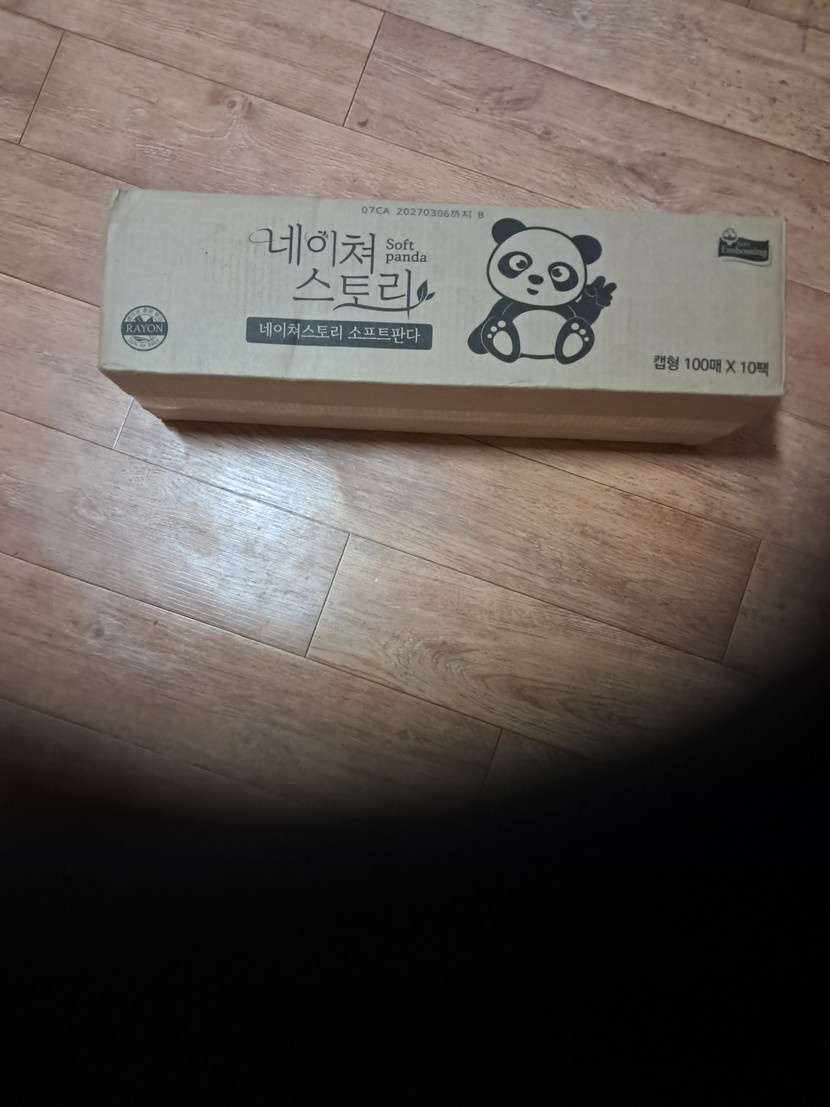 07CA 20270306까지 B
네이쳐
스토리
Soft
panda
네이쳐스토리 소프트판다
RAYON
Embossing
캡형 100매 X 10팩